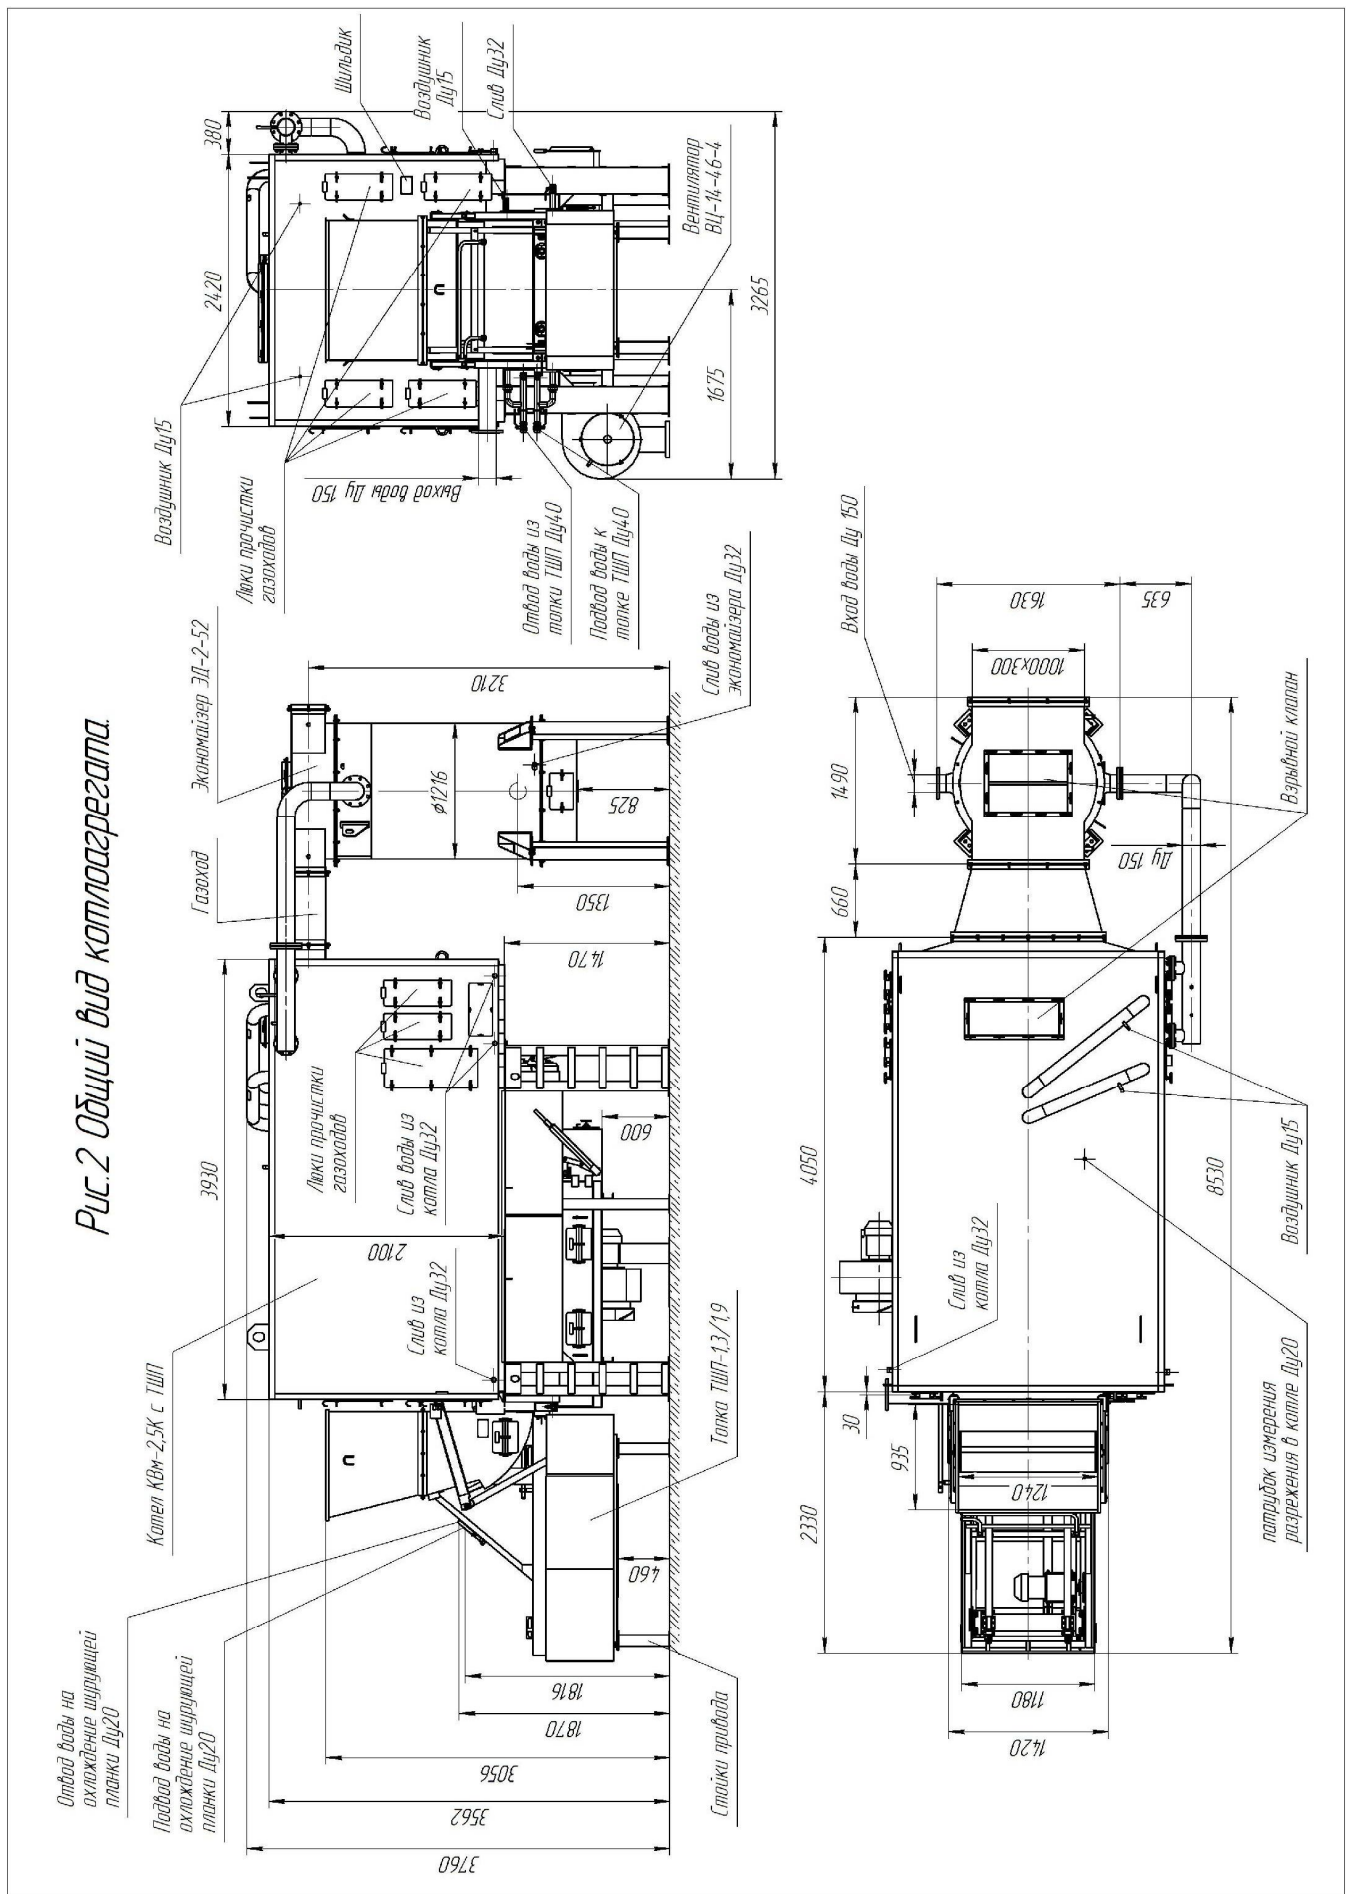 Рис.2 Общий вид котлоагрегата.
Отвод воды на
охлаждение шурующей
планки Ду20
Подвод воды на
охлаждение шурующей
планки Ду20
Котел КВм-2,5К с ТШП
3930
Газоход
Экономайзер ЭД-2-52
Люки прочистки
газоходов
Слив воды из
котла Ду32
Слив из
котла Ду32
2100
3760
3562
3056
1870
1816
460
600
1470
1350
825
ϕ1216
3210
Стойки привода
Топка ТШП-1,3/1,9
Слив воды из
экономайзера Ду32
Воздушник Ду15
Люки прочистки
газоходов
2420
380
Шильдик
Воздушник
Ду15
Слив Ду32
Вентилятор
ВЦ-14-46-4
Выход воды Ду 150
Отвод воды из
топки ТШП Ду40
Подвод воды к
топке ТШП Ду40
1675
3265
2330
4050
660
1490
30
935
1240
1180
1420
Слив из
котла Ду32
Вход воды Ду 150
1630
635
1000х300
Ду 150
8530
патрубок измерения
разрежения в котле Ду20
Воздушник Ду15
Взрывной клапан